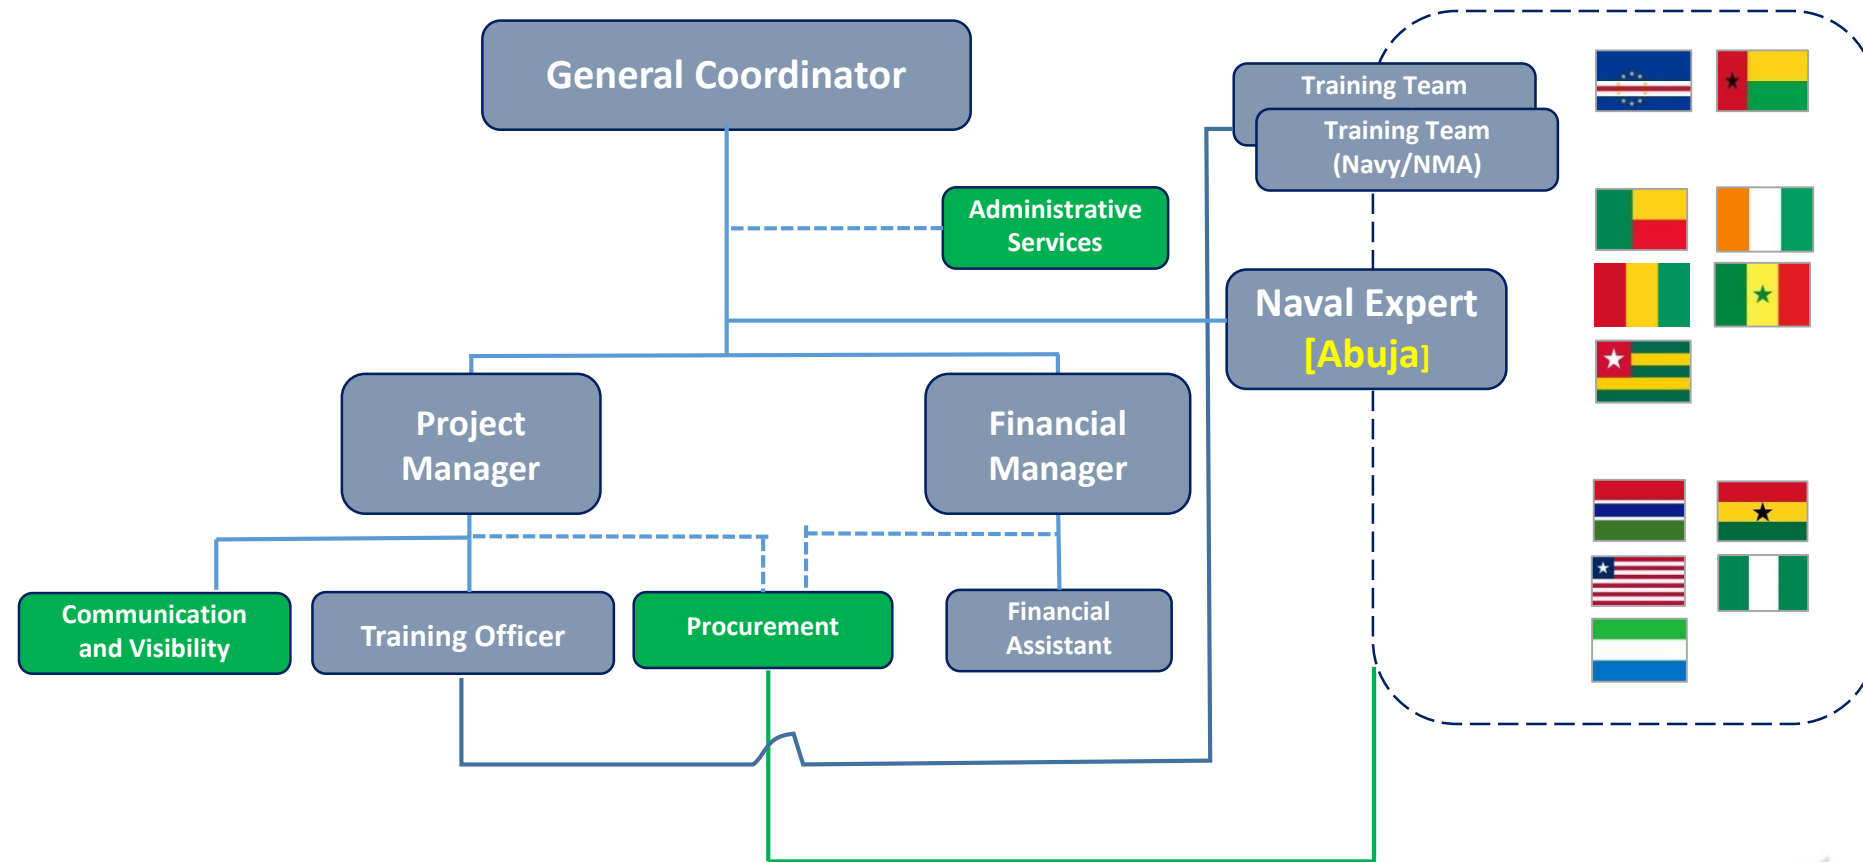 General Coordinator
Training Team
Training Team
(Navy/NMA)
Administrative
Services
Naval Expert
[Abuja]
Project
Manager
Financial
Manager
Communication
and Visibility
Training Officer
Procurement
Financial
Assistant